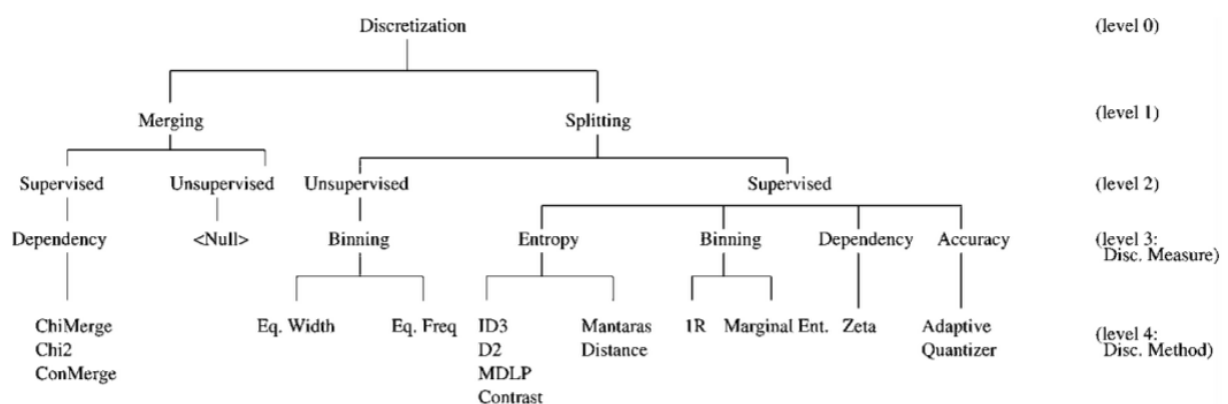 Discretization (level 0)
Merging Splitting (level 1)
Supervised Unsupervised Unsupervised Supervised (level 2)
Dependency <Null> Binning Entropy Binning Dependency Accuracy (level 3:
Disc. Measure)
ChiMerge Eq. Width Eq. Freq ID3 Mantaras 1R Marginal Ent. Zeta Adaptive (level 4:
Chi2 D2 Distance Quantizer Disc. Method)
ConMerge MDLP
Contrast